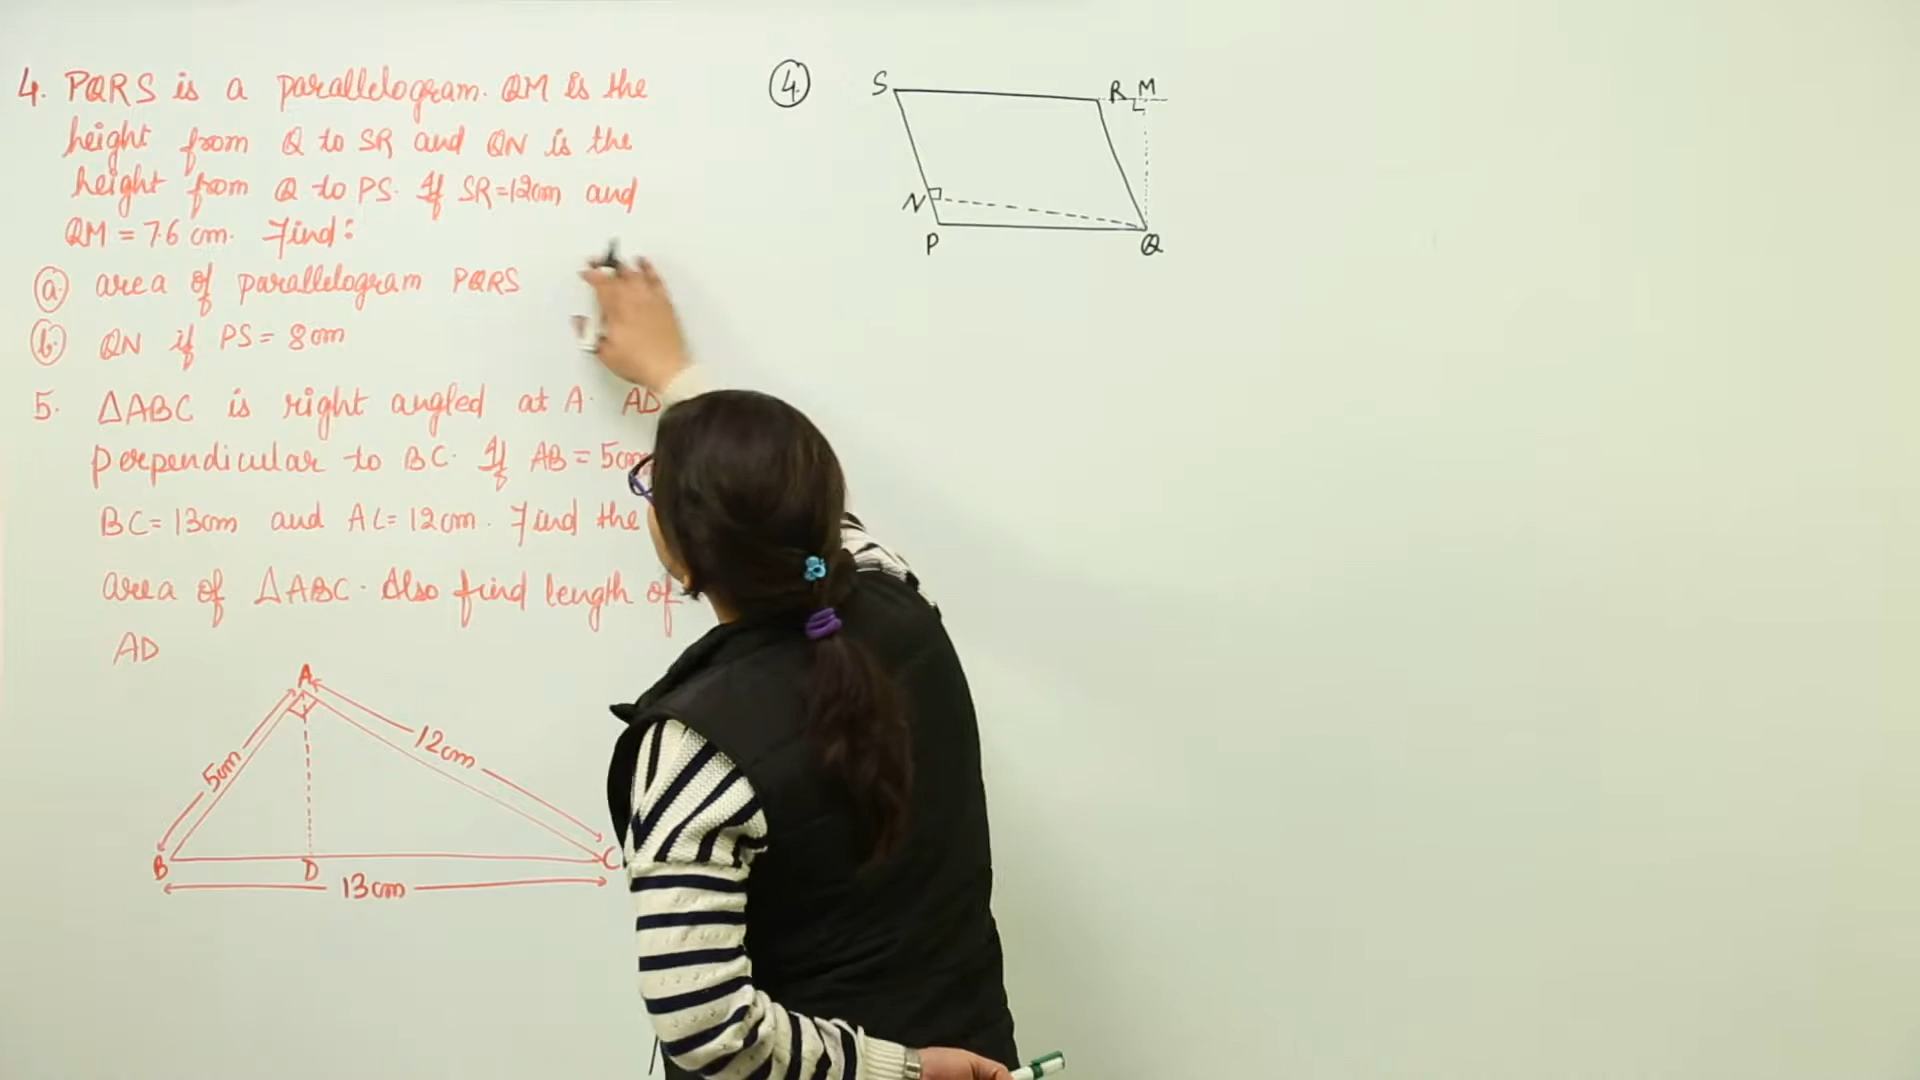 4. PQRS is a parallelogram. QM is the
height from Q to SR and QN is the
height from Q to PS. If SR=12cm and
QM = 7.6 cm. Find:
(a) area of parallelogram PQRS
(b) QN if PS = 8cm
5. △ABC is right angled at A. AD
perpendicular to BC. If AB = 5cm
BC = 13cm and AC = 12cm. Find the
area of △ABC. Also find length of
AD
A
5cm
12cm
B
D
C
13cm
4.
S
R
M
N
P
Q